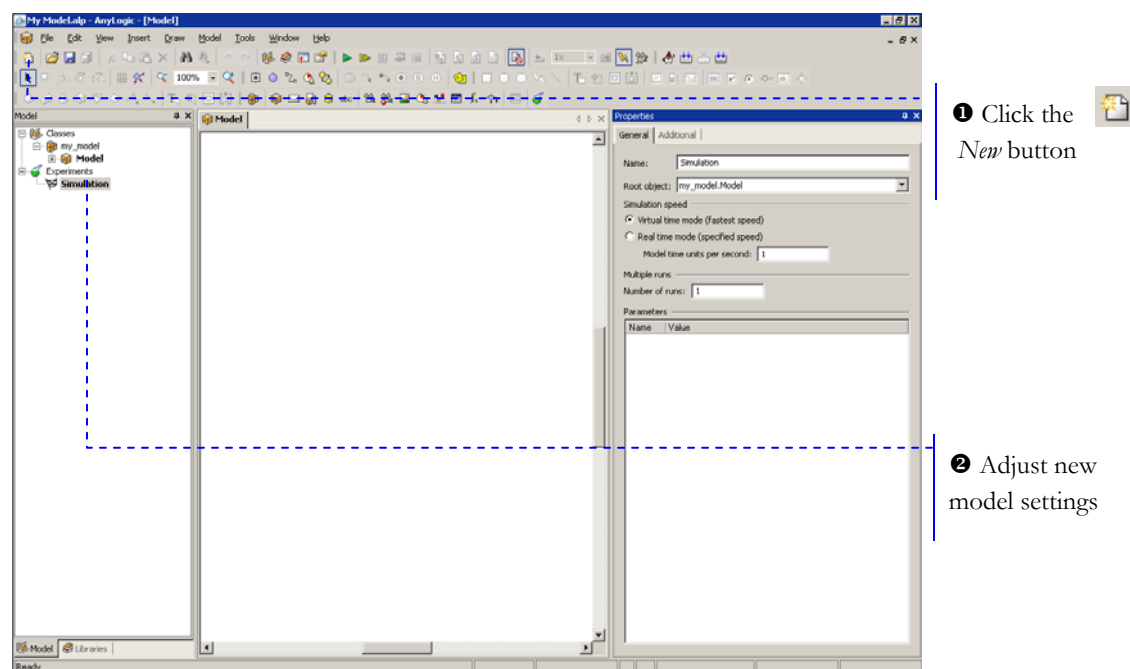 My Model.alp - AnyLogic - [Model]
File Edit View Insert Draw Model Tools Window Help
1x
100%
Model
Model
Properties
Classes
my_model
Model
Experiments
Simulation
General Additional
Name: Simulation
Root object: my_model.Model
Simulation speed
Virtual time mode (fastest speed)
Real time mode (specified speed)
Model time units per second: 1
Multiple runs
Number of runs: 1
Parameters
Name Value
Model Libraries
Ready
❶ Click the
New button
❷ Adjust new
model settings